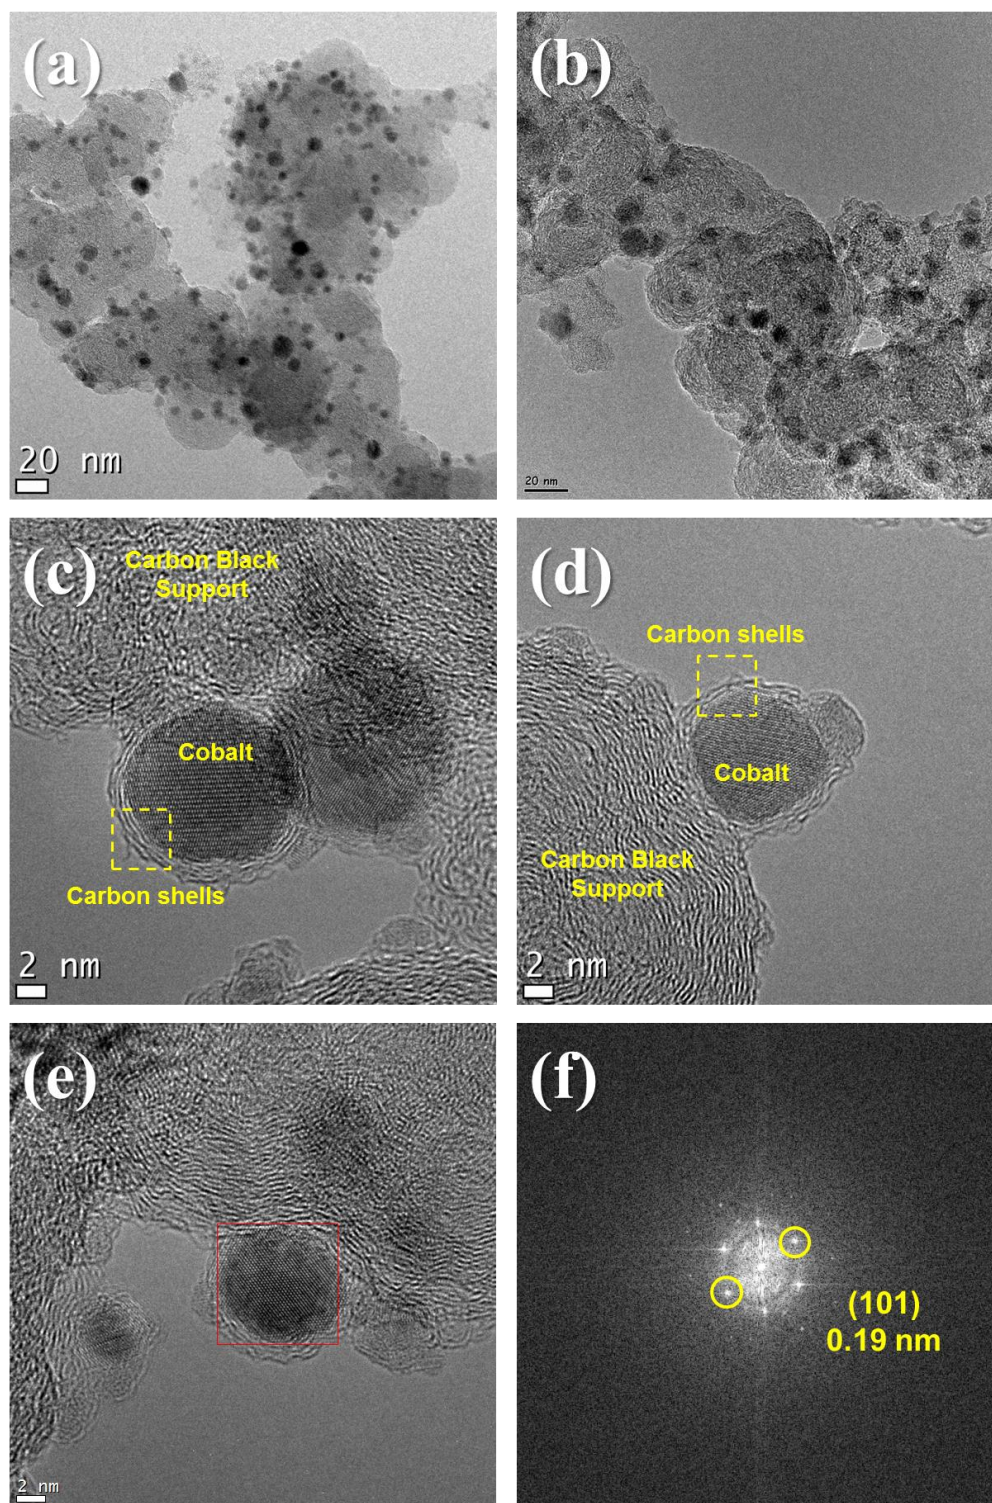 (a)
20 nm
(b)
20 nm
(c)
Carbon Black
Support
Cobalt
Carbon shells
2 nm
(d)
Carbon shells
Cobalt
Carbon Black
Support
2 nm
(e)
2 nm
(f)
(101)
0.19 nm